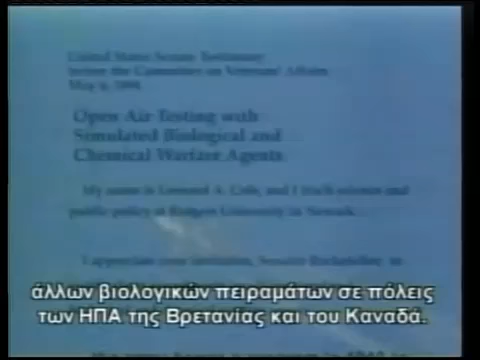 United States Senate Testimony
before the Committee on Veterans' Affairs
May 6, 1994
Open Air Testing with
Simulated Biological and
Chemical Warfare Agents
My name is Leonard A. Cole, and I teach science and
public policy at Rutgers University in Newark
I appreciate your invitation, Senator Rockefeller, to
άλλων βιολογικών πειραμάτων σε πόλεις
των ΗΠΑ της Βρετανίας και του Καναδά.